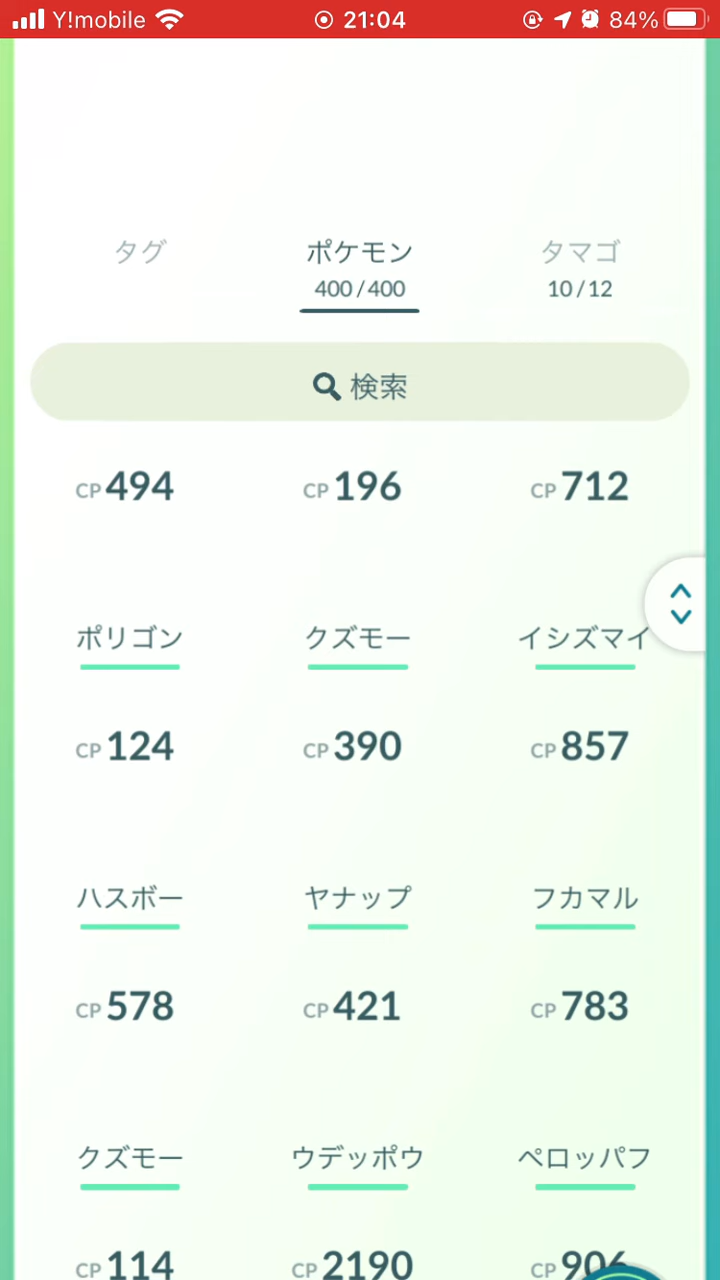 Y!mobile 21:04 84%
タグ ポケモン タマゴ
400/400 10/12
検索
CP494 CP196 CP712
ポリゴン クズモー イシズマイ
CP124 CP390 CP857
ハスボー ヤナップ フカマル
CP578 CP421 CP783
クズモー ウデッポウ ペロッパフ
CP114 CP2190 CP906